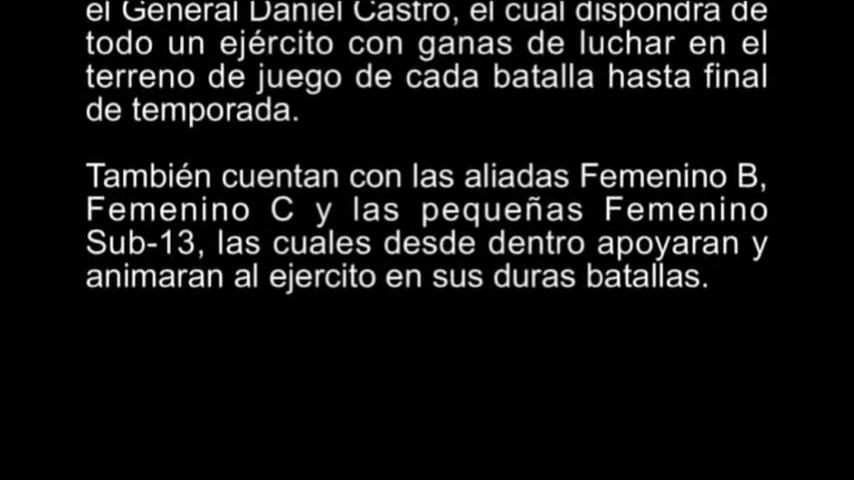 el General Daniel Castro, el cual dispondrá de
todo un ejército con ganas de luchar en el
terreno de juego de cada batalla hasta final
de temporada.
También cuentan con las aliadas Femenino B,
Femenino C y las pequeñas Femenino
Sub-13, las cuales desde dentro apoyaran y
animaran al ejercito en sus duras batallas.